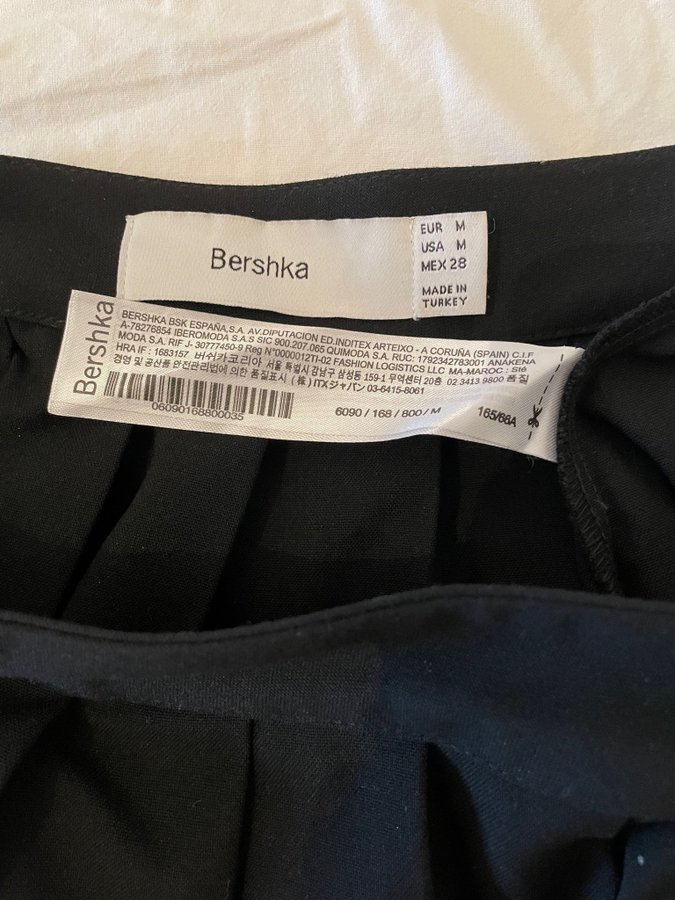 Bershka
EUR M
USA M
MEX 28
MADE IN
TURKEY
Bershka
BERSHKA BSK ESPAÑA,S.A. AV.DIPUTACION ED.INDITEX ARTEIXO - A CORUÑA (SPAIN) C.I.F
A-78276854 IBEROMODA S.A.S SIC 900.207.065 QUIMODA S.A. RUC: 1792342783001 ANAKENA
MODA S.A. RIF J- 30777450-9 Reg N°0000012TI-02 FASHION LOGISTICS LLC MA-MAROC : Sté
HRA IF : 1683157 버쉬카코리아, 서울 특별시 강남구 삼성동 159-1 무역센터 20층 02 3413 9800 품질
경영 및 공산품 안전관리법에 의한 품질표시 (株) ITXジャパン 03-6415-8061
06090168800035
6090 / 168 / 800 / M
165/66A